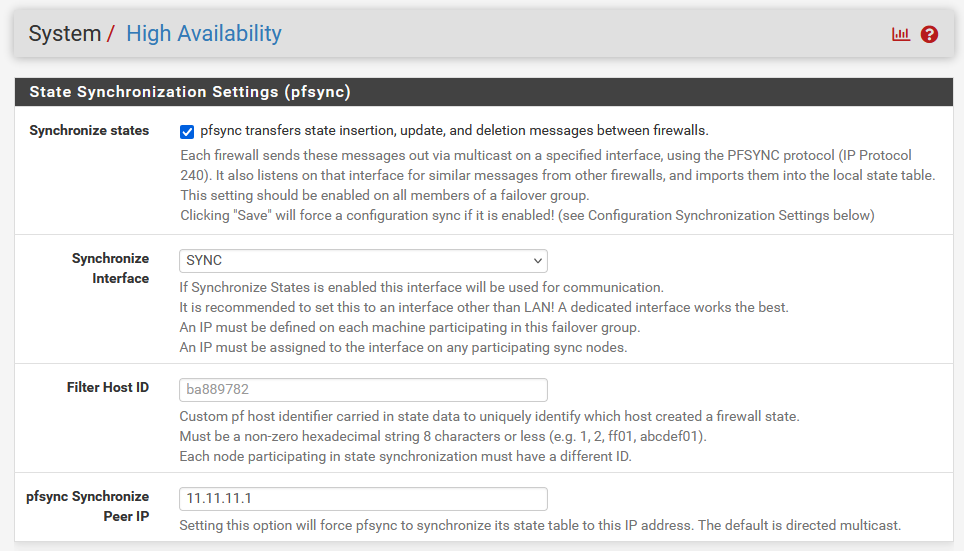 System / High Availability
State Synchronization Settings (pfsync)
Synchronize states
pfsync transfers state insertion, update, and deletion messages between firewalls.
Each firewall sends these messages out via multicast on a specified interface, using the PFSYNC protocol (IP Protocol
240). It also listens on that interface for similar messages from other firewalls, and imports them into the local state table.
This setting should be enabled on all members of a failover group.
Clicking "Save" will force a configuration sync if it is enabled! (see Configuration Synchronization Settings below)
Synchronize
Interface
SYNC
If Synchronize States is enabled this interface will be used for communication.
It is recommended to set this to an interface other than LAN! A dedicated interface works the best.
An IP must be defined on each machine participating in this failover group.
An IP must be assigned to the interface on any participating sync nodes.
Filter Host ID
ba889782
Custom pf host identifier carried in state data to uniquely identify which host created a firewall state.
Must be a non-zero hexadecimal string 8 characters or less (e.g. 1, 2, ff01, abcdef01).
Each node participating in state synchronization must have a different ID.
pfsync Synchronize
Peer IP
11.11.11.1
Setting this option will force pfsync to synchronize its state table to this IP address. The default is directed multicast.